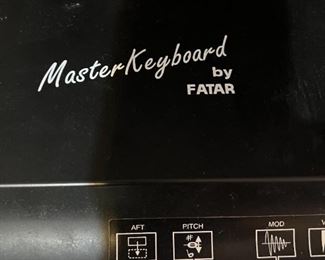 MasterKeyboard
by
FATAR
AFT PITCH MOD